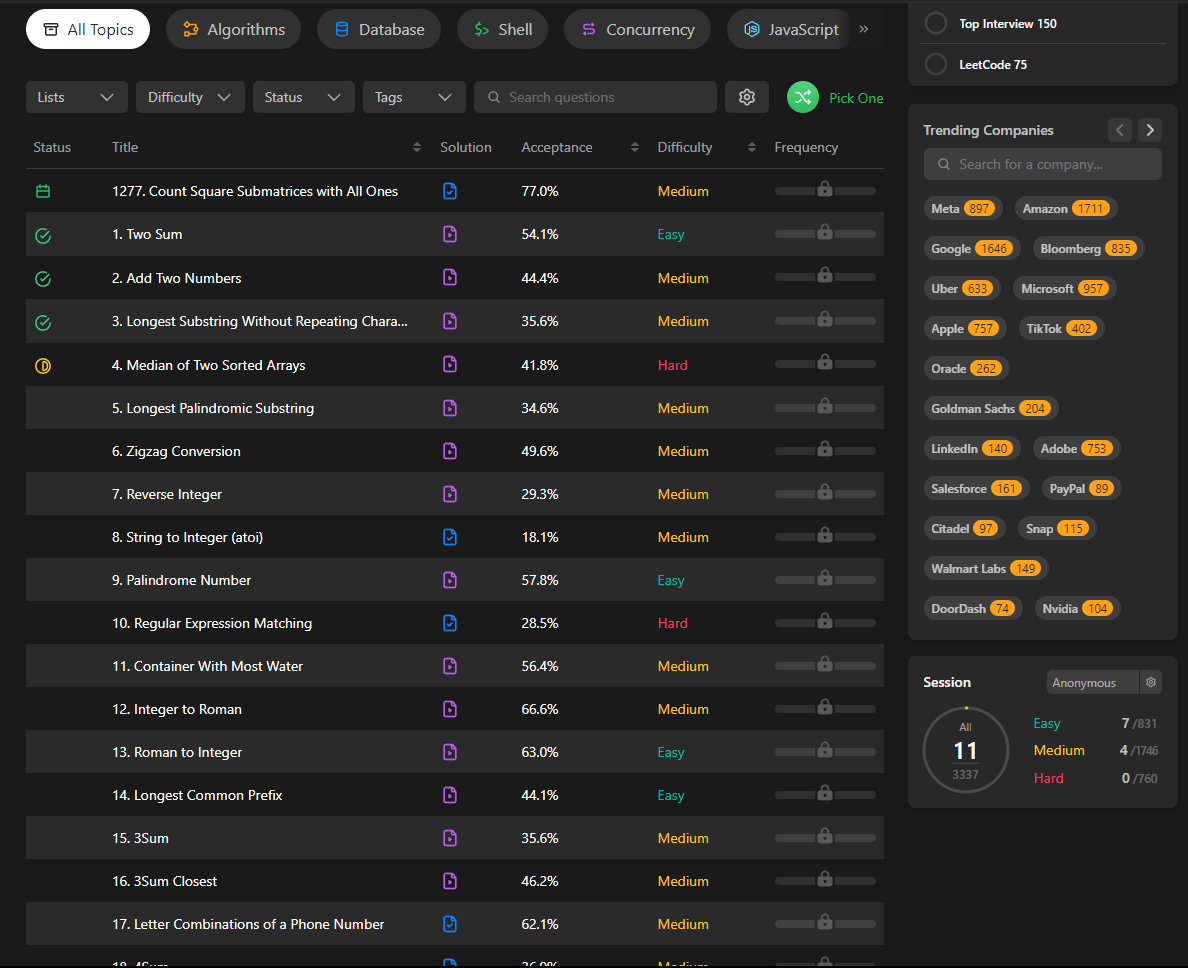 All Topics Algorithms Database Shell Concurrency JavaScript »
Lists Difficulty Status Tags Search questions Pick One
Status Title Solution Acceptance Difficulty Frequency
1277. Count Square Submatrices with All Ones 77.0% Medium
1. Two Sum 54.1% Easy
2. Add Two Numbers 44.4% Medium
3. Longest Substring Without Repeating Chara... 35.6% Medium
4. Median of Two Sorted Arrays 41.8% Hard
5. Longest Palindromic Substring 34.6% Medium
6. Zigzag Conversion 49.6% Medium
7. Reverse Integer 29.3% Medium
8. String to Integer (atoi) 18.1% Medium
9. Palindrome Number 57.8% Easy
10. Regular Expression Matching 28.5% Hard
11. Container With Most Water 56.4% Medium
12. Integer to Roman 66.6% Medium
13. Roman to Integer 63.0% Easy
14. Longest Common Prefix 44.1% Easy
15. 3Sum 35.6% Medium
16. 3Sum Closest 46.2% Medium
17. Letter Combinations of a Phone Number 62.1% Medium
18. 4Sum Medium
Top Interview 150
LeetCode 75
Trending Companies
Search for a company...
Meta 897 Amazon 1711
Google 1646 Bloomberg 835
Uber 633 Microsoft 957
Apple 757 TikTok 402
Oracle 262
Goldman Sachs 204
LinkedIn 140 Adobe 753
Salesforce 161 PayPal 89
Citadel 97 Snap 115
Walmart Labs 149
DoorDash 74 Nvidia 104
Session Anonymous
All
11
3337
Easy 7 /831
Medium 4 /1746
Hard 0 /760